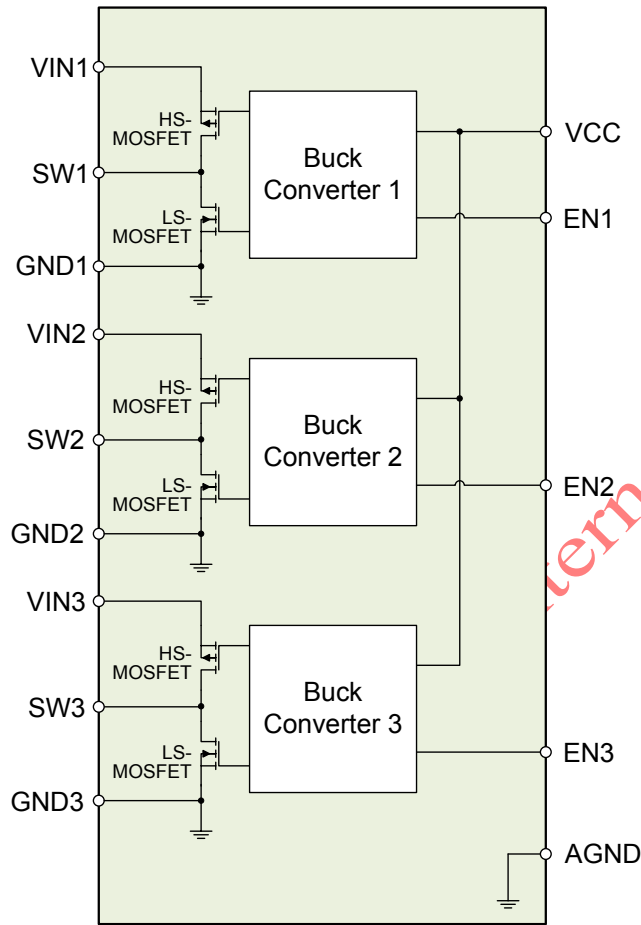 VIN1
HS-
MOSFET
SW1
LS-
MOSFET
GND1
Buck
Converter 1
VCC
EN1
VIN2
HS-
MOSFET
SW2
LS-
MOSFET
GND2
Buck
Converter 2
EN2
VIN3
HS-
MOSFET
SW3
LS-
MOSFET
GND3
Buck
Converter 3
EN3
AGND
tern